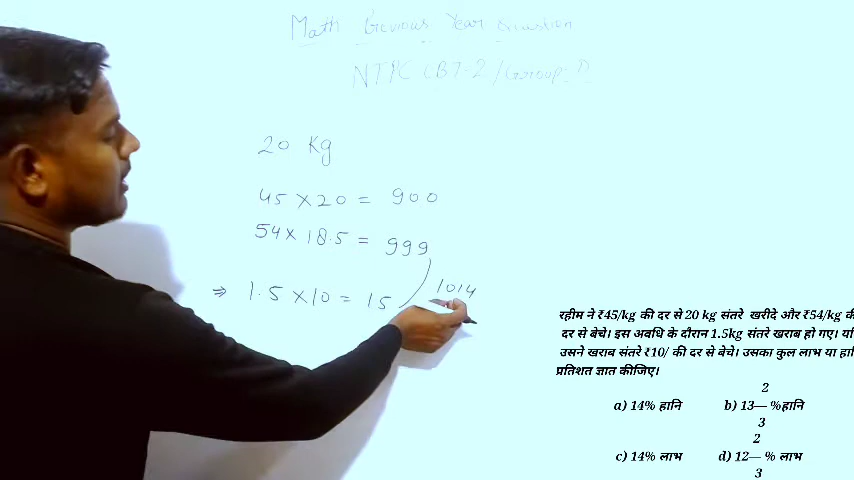 Math Previous Year Question
NTPC CBT-2 / Group:D
20 Kg
45 × 20 = 900
54 × 18.5 = 999
⇒ 1.5 × 10 = 15
1014
रहीम ने ₹45/kg की दर से 20 kg संतरे खरीदे और ₹54/kg की
दर से बेचे। इस अवधि के दौरान 1.5kg संतरे खराब हो गए। यदि
उसने खराब संतरे ₹10/ की दर से बेचे। उसका कुल लाभ या हानि
प्रतिशत ज्ञात कीजिए।
a) 14% हानि b) 13 2/3 %हानि
c) 14% लाभ d) 12 2/3 % लाभ